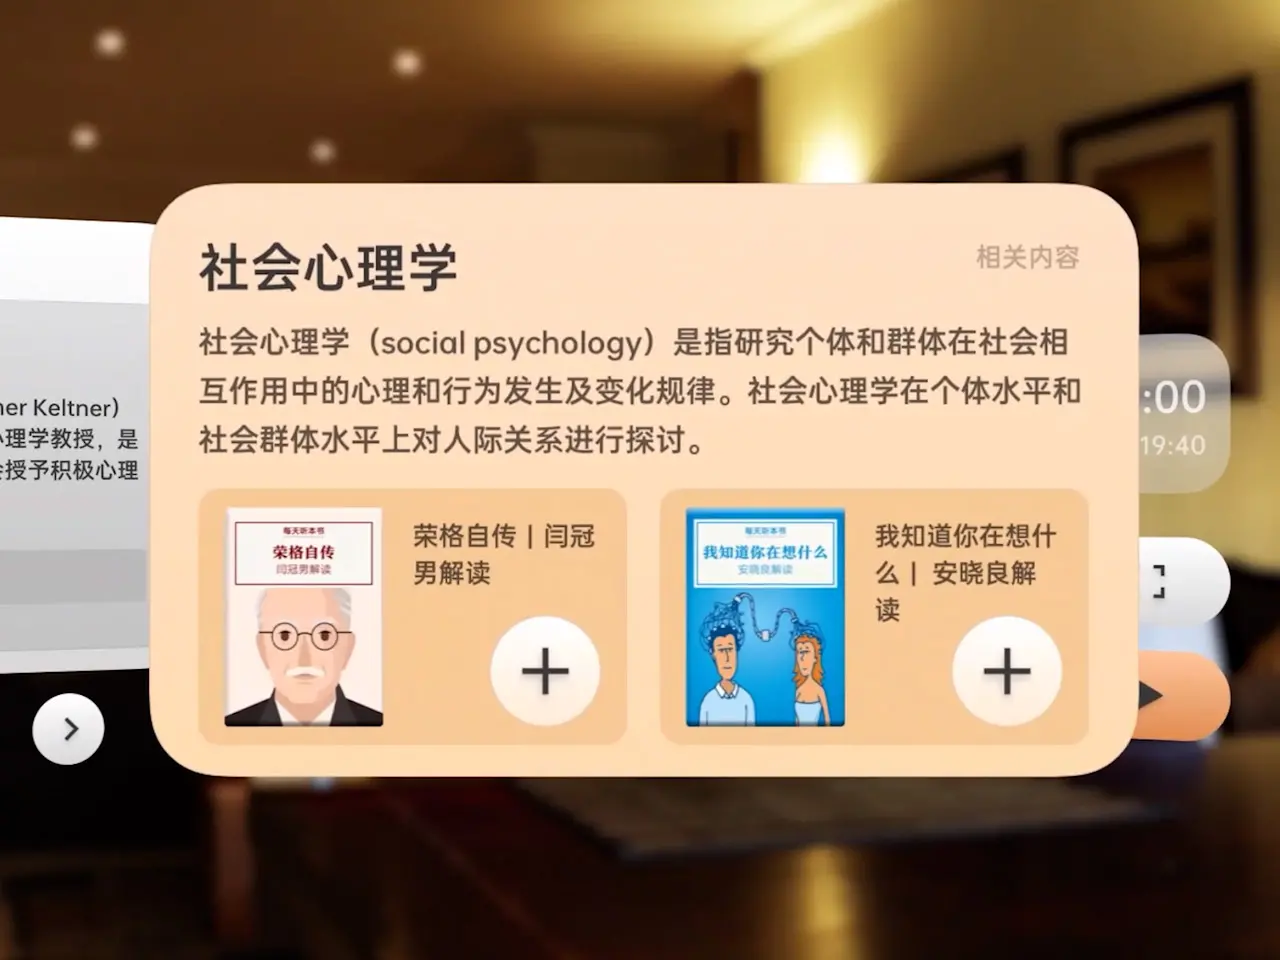 社会心理学
相关内容
社会心理学（social psychology）是指研究个体和群体在社会相
互作用中的心理和行为发生及变化规律。社会心理学在个体水平和
社会群体水平上对人际关系进行探讨。
每天听本书
荣格自传
闫冠男解读
荣格自传 | 闫冠
男解读
每天听本书
我知道你在想什么
安晓良解读
我知道你在想什
么 | 安晓良解
读
ner Keltner）
心理学教授，是
会授予积极心理
:00
19:40